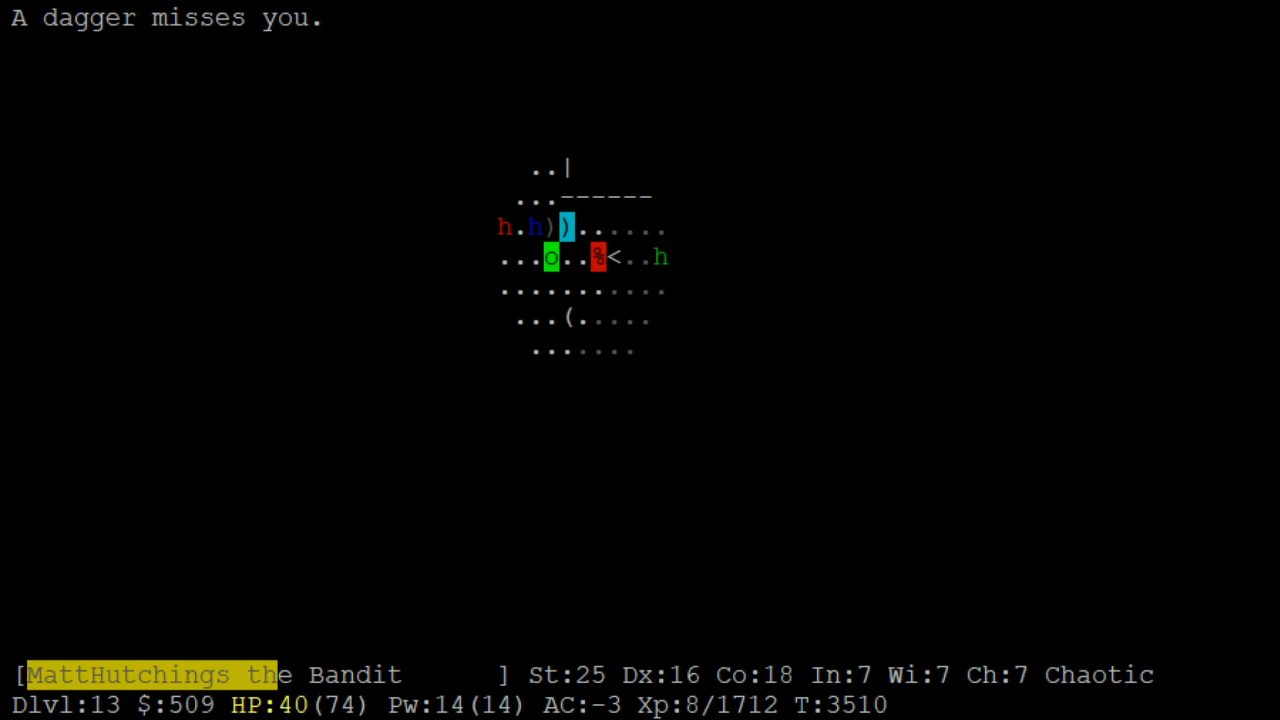 A dagger misses you.
..|
...------
h.h))......
...o..%<..h
...........
...(.....
.......
[MattHutchings the Bandit ] St:25 Dx:16 Co:18 In:7 Wi:7 Ch:7 Chaotic
Dlvl:13 $:509 HP:40(74) Pw:14(14) AC:-3 Xp:8/1712 T:3510